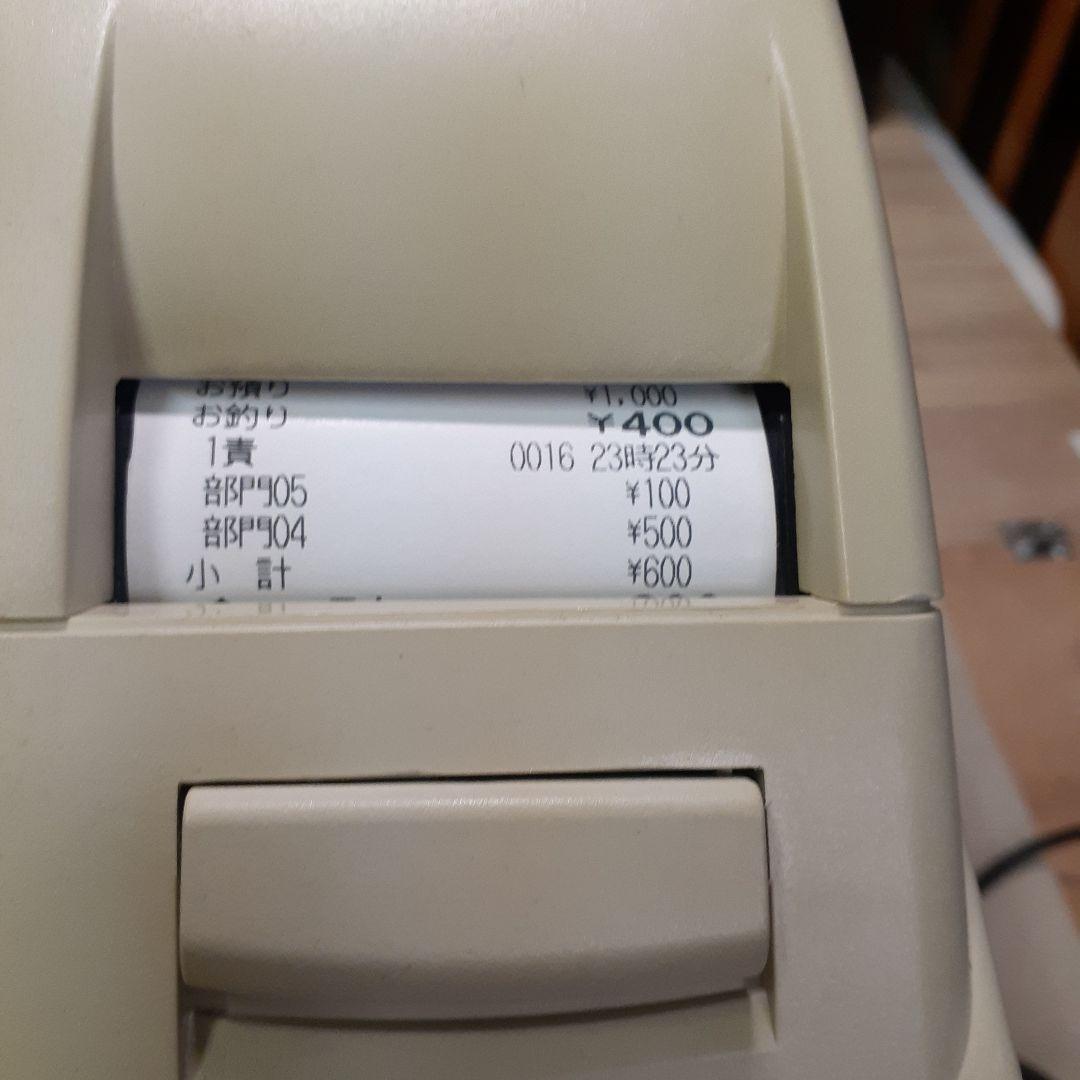 お預り ¥1,000
お釣り ¥400
1責 0016 23時23分
部門05 ¥100
部門04 ¥500
小 計 ¥600